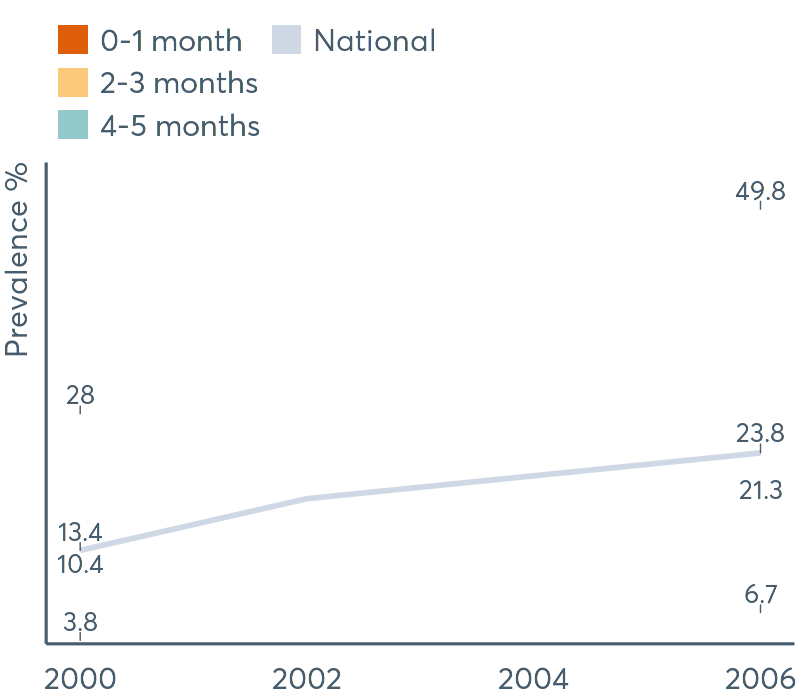 0-1 month National
2-3 months
4-5 months
Prevalence %
49.8
28
23.8
21.3
13.4
10.4
6.7
3.8
2000 2002 2004 2006